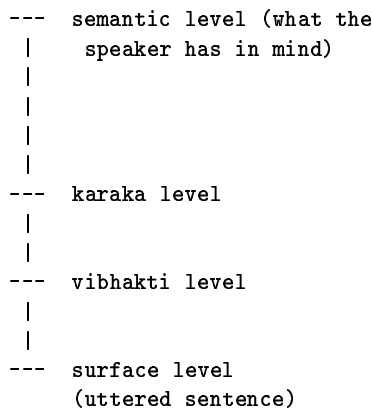 --- semantic level (what the
| speaker has in mind)
|
|
|
|
--- karaka level
|
|
--- vibhakti level
|
|
--- surface level
(uttered sentence)